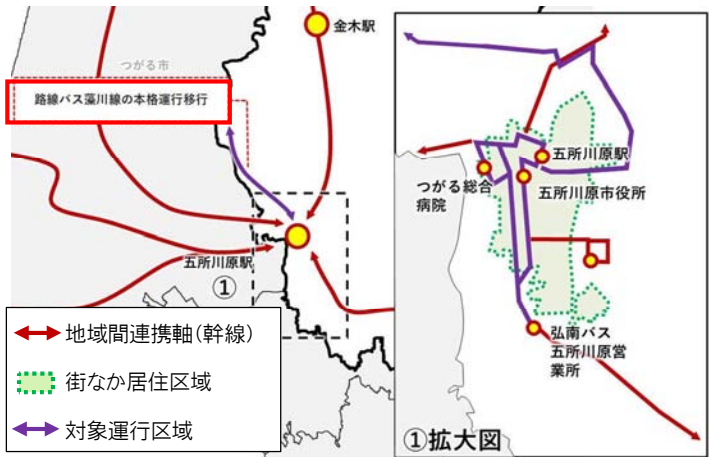 金木駅
つがる市
路線バス藻川線の本格運行移行
五所川原駅
①
地域間連携軸(幹線)
街なか居住区域
対象運行区域
五所川原駅
つがる総合
病院
五所川原市役所
弘南バス
五所川原営
業所
①拡大図